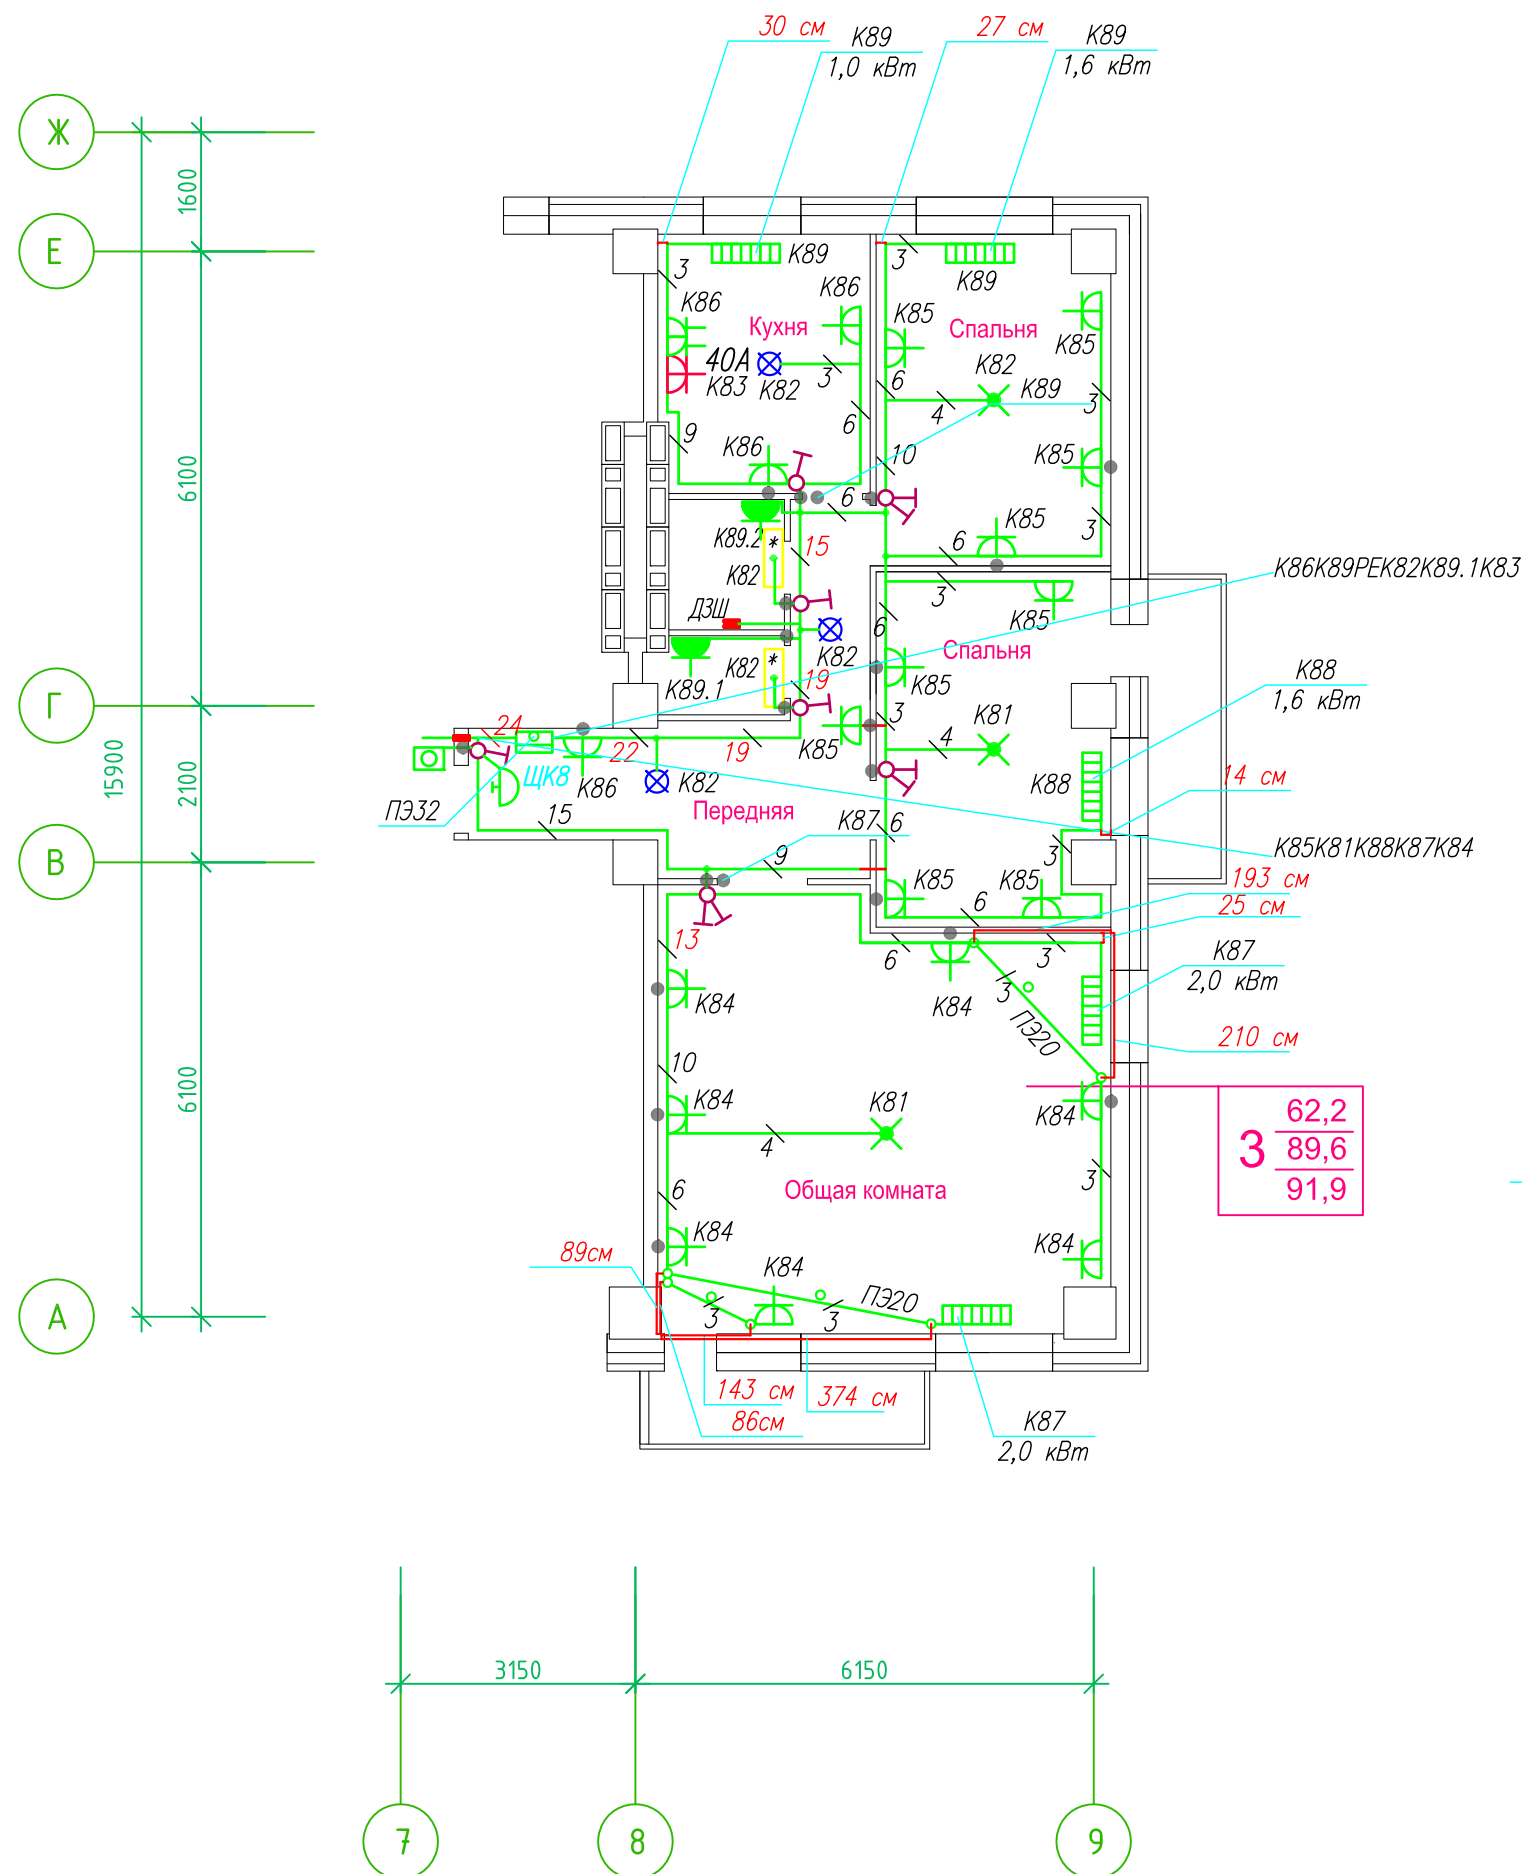 30 см
К89
1,0 кВт
27 см
К89
1,6 кВт
Ж
1600
Е
3
К89
К86
К86
Кухня
40А
К83
К82
3
6
9
К86
3
К89
К85
Спальня
К85
К82
К89
6
4
3
10
К85
6
3
К85
6
6100
К89.2
*
15
К82
ДЗШ
К82
*
К82
19
К89.1
3
К85
6
Спальня
К85
3
К85
К81
4
К88
К86К89РЕК82К89.1К83
К88
1,6 кВт
14 см
Г
15900
2100
24
22
19
ЩК8
К86
К82
Передняя
ПЭ32
15
К87
9
6
3
К85К81К88К87К84
В
К85
К85
6
193 см
25 см
13
6
3
К84
К84
3
ПЭ20
К87
2,0 кВт
210 см
6100
10
К84
К81
4
К84
3
Общая комната
3
62,2
89,6
91,9
6
К84
К84
К84
89см
3
3
ПЭ20
А
143 см
374 см
86см
К87
2,0 кВт
3150
6150
7
8
9